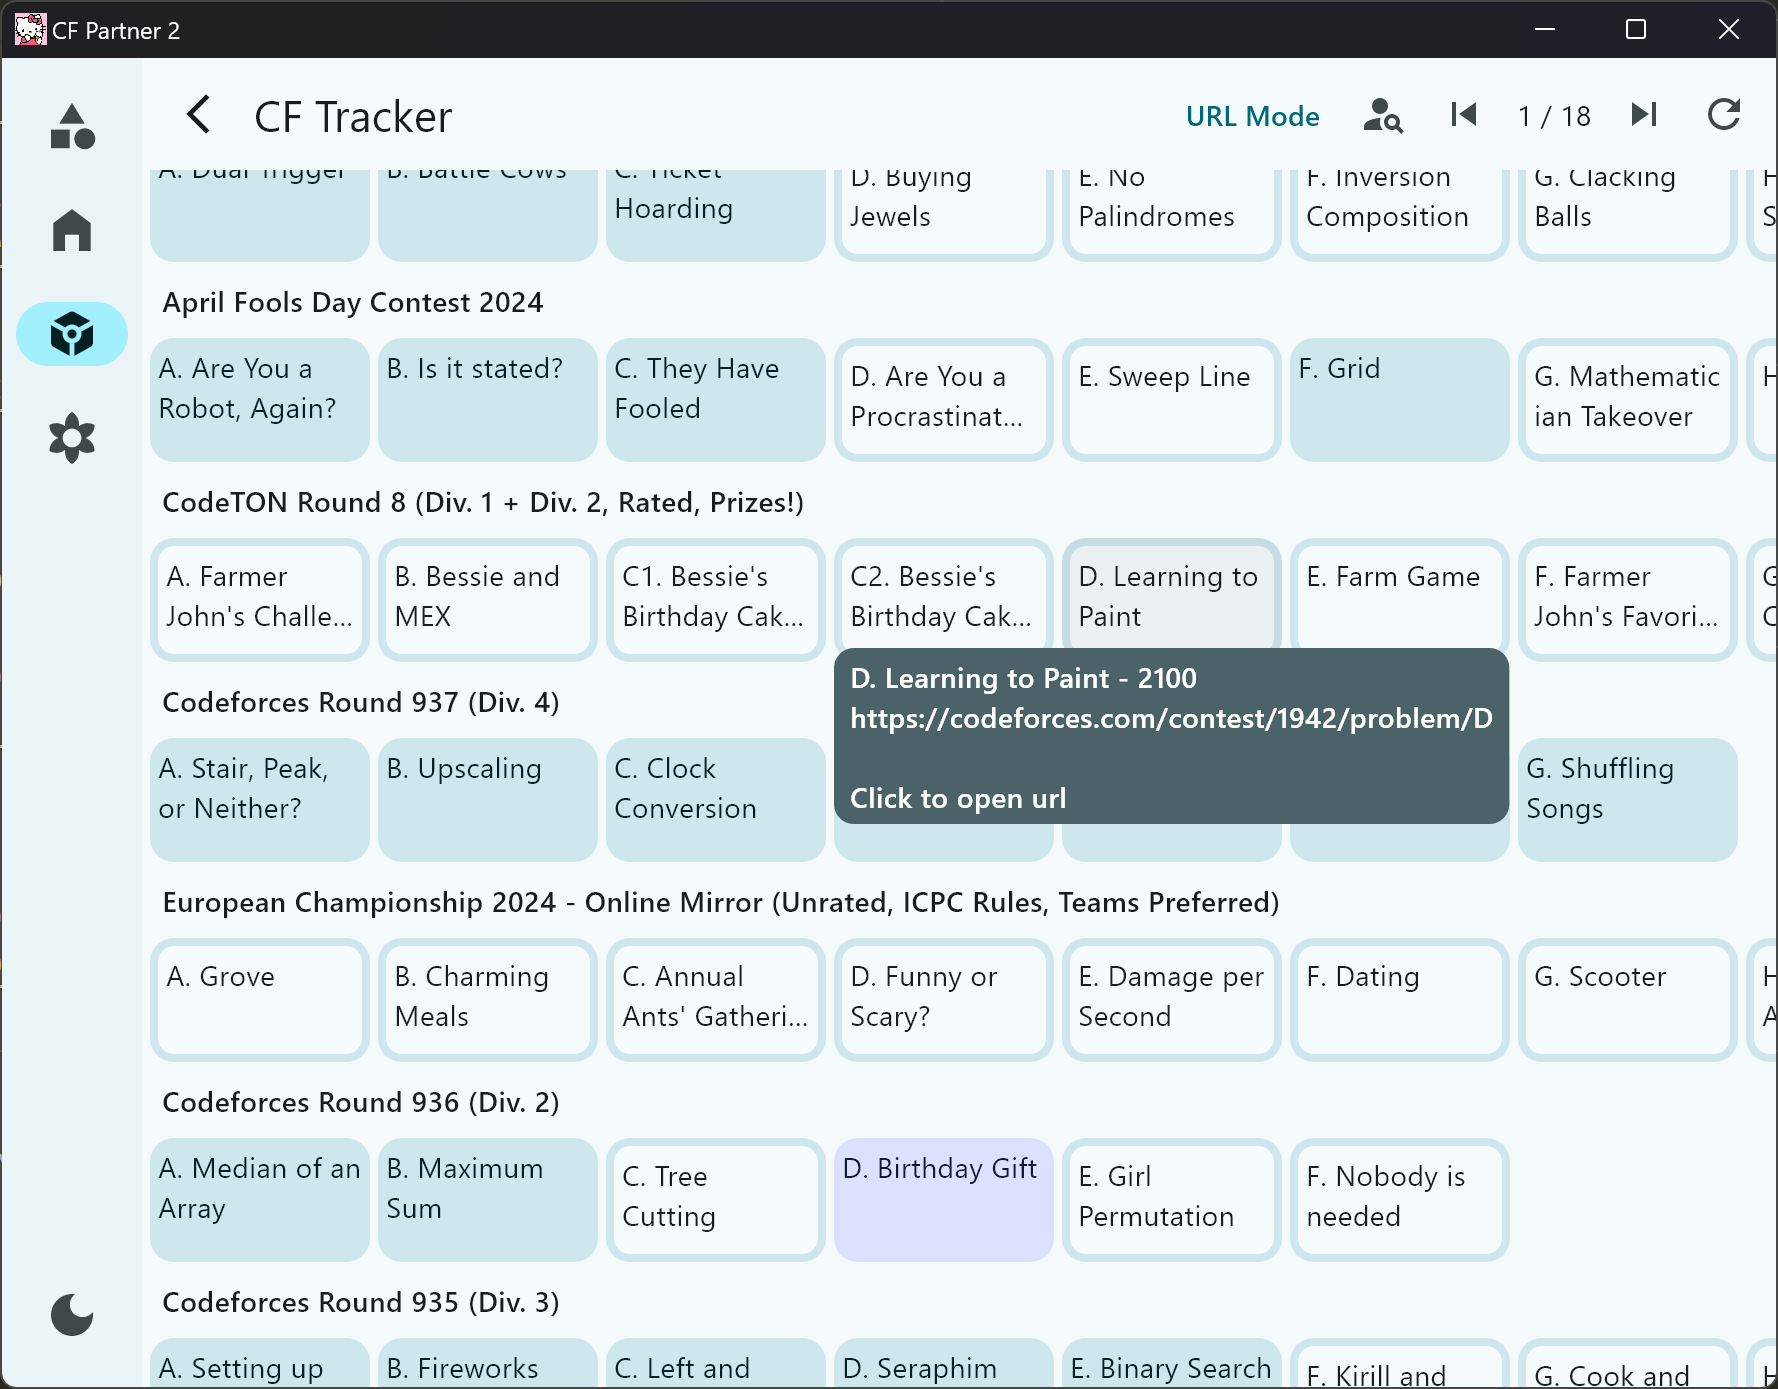 CF Partner 2
CF Tracker
URL Mode
1 / 18
A. Dual Trigger
B. Battle Cows
C. Ticket
Hoarding
D. Buying
Jewels
E. No
Palindromes
F. Inversion
Composition
G. Clacking
Balls
April Fools Day Contest 2024
A. Are You a
Robot, Again?
B. Is it stated?
C. They Have
Fooled
D. Are You a
Procrastinat...
E. Sweep Line
F. Grid
G. Mathematic
ian Takeover
CodeTON Round 8 (Div. 1 + Div. 2, Rated, Prizes!)
A. Farmer
John's Challe...
B. Bessie and
MEX
C1. Bessie's
Birthday Cak...
C2. Bessie's
Birthday Cak...
D. Learning to
Paint
E. Farm Game
F. Farmer
John's Favori...
D. Learning to Paint - 2100
https://codeforces.com/contest/1942/problem/D
Click to open url
Codeforces Round 937 (Div. 4)
A. Stair, Peak,
or Neither?
B. Upscaling
C. Clock
Conversion
G. Shuffling
Songs
European Championship 2024 - Online Mirror (Unrated, ICPC Rules, Teams Preferred)
A. Grove
B. Charming
Meals
C. Annual
Ants' Gatheri...
D. Funny or
Scary?
E. Damage per
Second
F. Dating
G. Scooter
Codeforces Round 936 (Div. 2)
A. Median of an
Array
B. Maximum
Sum
C. Tree
Cutting
D. Birthday Gift
E. Girl
Permutation
F. Nobody is
needed
Codeforces Round 935 (Div. 3)
A. Setting up
B. Fireworks
C. Left and
D. Seraphim
E. Binary Search
F. Kirill and
G. Cook and